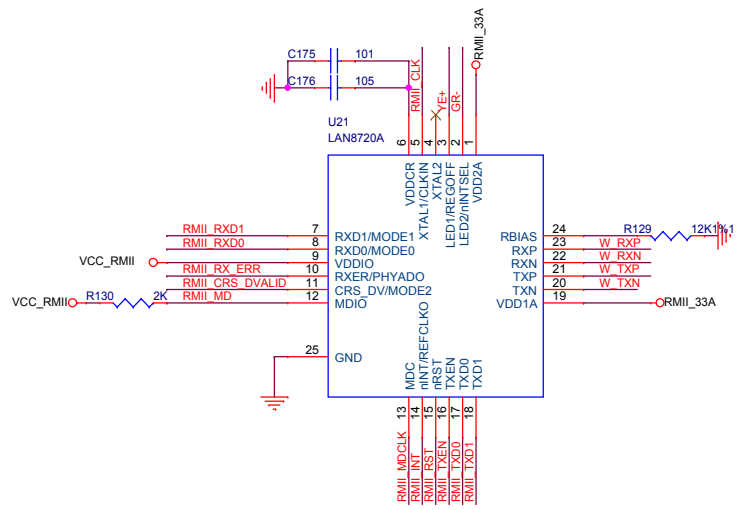 C175 101
C176 105
RMII_CLK
YE+
GR-
RMII_33A
U21
LAN8720A
6 5 4 3 2 1
VDDCR
XTAL1/CLKIN
XTAL2
LED1/REGOFF
LED2/nINTSEL
VDD2A
RMII_RXD1 7 RXD1/MODE1
RMII_RXD0 8 RXD0/MODE0
VCC_RMII 9 VDDIO
RMII_RX_ERR 10 RXER/PHYADO
RMII_CRS_DVALID 11 CRS_DV/MODE2
VCC_RMII R130 2K RMII_MD 12 MDIO
25 GND
RBIAS 24 R129 12K1%1
RXP 23 W_RXP
RXN 22 W_RXN
TXP 21 W_TXP
TXN 20 W_TXN
VDD1A 19 RMII_33A
MDC
nINT/REFCLKO
nRST
TXEN
TXD0
TXD1
13 14 15 16 17 18
RMII_MDCLK
RMII_INT
RMII_RST
RMII_TXEN
RMII_TXD0
RMII_TXD1